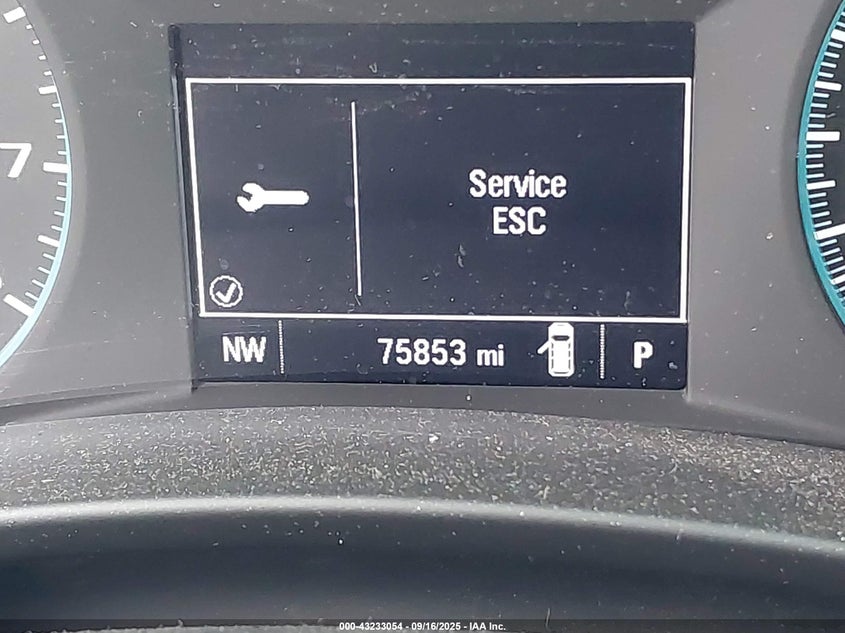 7
Service
ESC
NW 75853 mi P
000-43233054 - 09/16/2025 - IAA Inc.